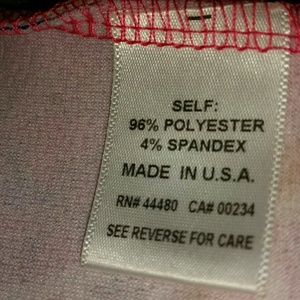 SELF:
96% POLYESTER
4% SPANDEX
MADE IN U.S.A.
RN# 44480 CA# 00234
SEE REVERSE FOR CARE